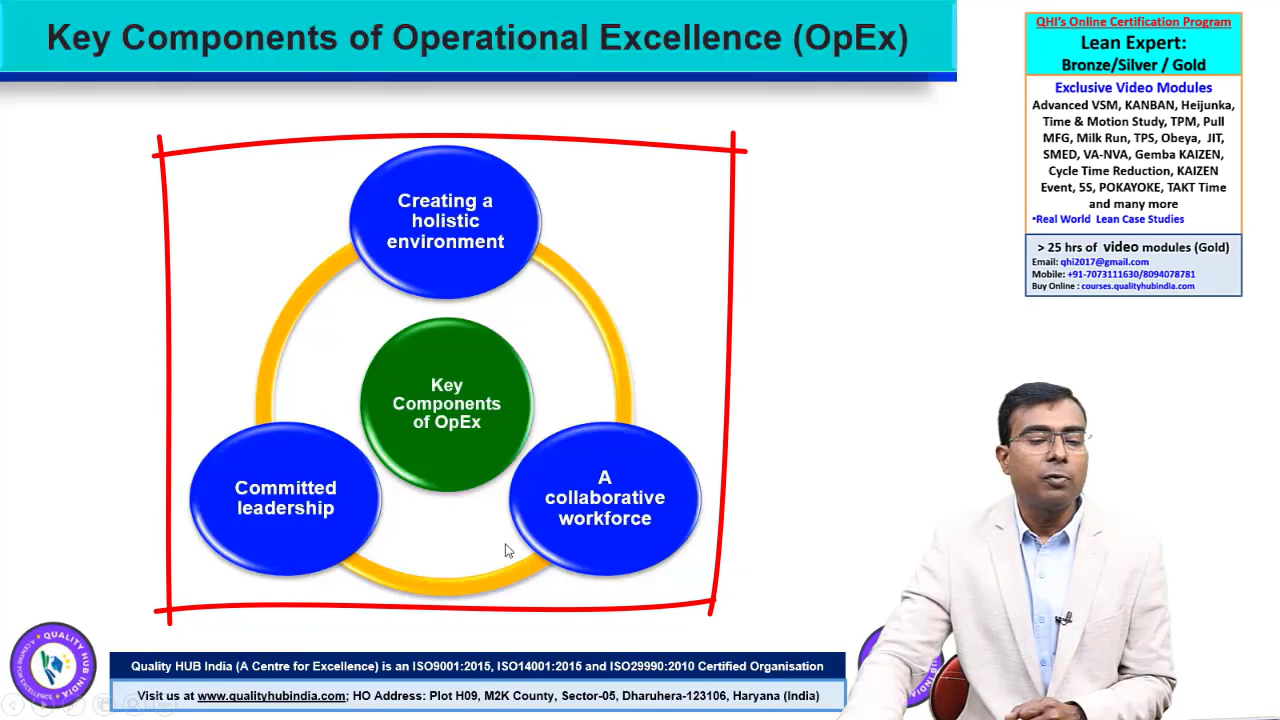 Key Components of Operational Excellence (OpEx)
Creating a
holistic
environment
Key
Components
of OpEx
Committed
leadership
A
collaborative
workforce
QHI's Online Certification Program
Lean Expert:
Bronze/Silver / Gold
Exclusive Video Modules
Advanced VSM, KANBAN, Heijunka,
Time & Motion Study, TPM, Pull
MFG, Milk Run, TPS, Obeya, JIT,
SMED, VA-NVA, Gemba KAIZEN,
Cycle Time Reduction, KAIZEN
Event, 5S, POKAYOKE, TAKT Time
and many more
•Real World Lean Case Studies
> 25 hrs of video modules (Gold)
Email: qhi2017@gmail.com
Mobile: +91-7073111630/8094078781
Buy Online : courses.qualityhubindia.com
QUALITY HUB INDIA
A CENTRE FOR EXCELLENCE
Quality HUB India (A Centre for Excellence) is an ISO9001:2015, ISO14001:2015 and ISO29990:2010 Certified Organisation
Visit us at www.qualityhubindia.com; HO Address: Plot H09, M2K County, Sector-05, Dharuhera-123106, Haryana (India)